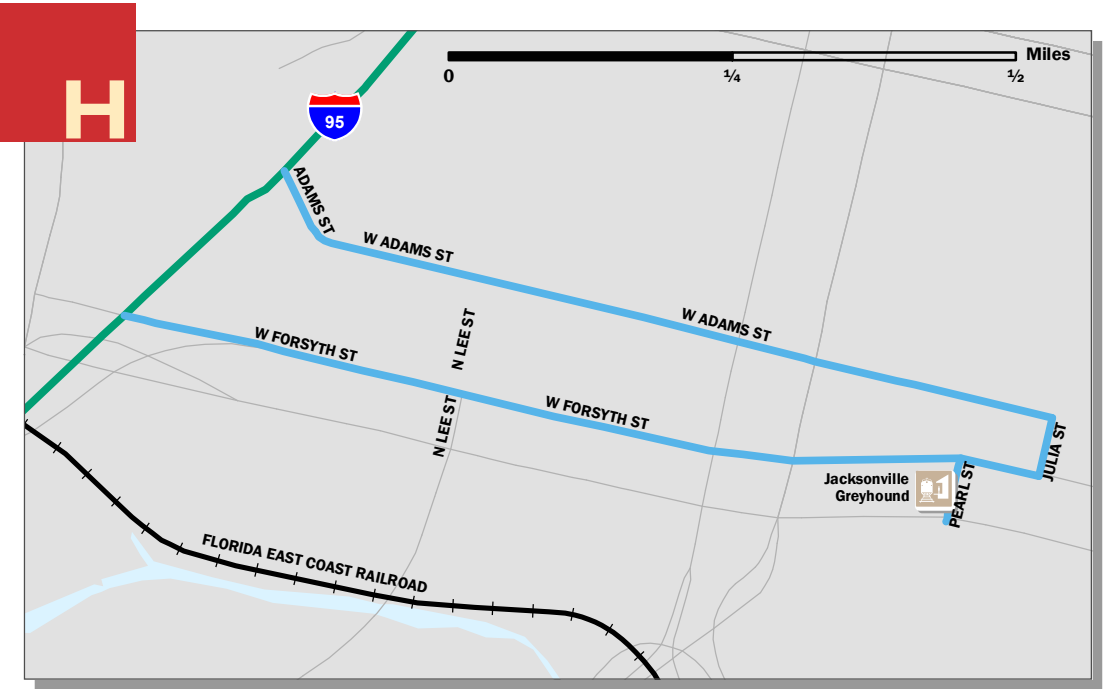 H
Miles
0 ¼ ½
95
ADAMS ST
W ADAMS ST
W ADAMS ST
N LEE ST
W FORSYTH ST
W FORSYTH ST
N LEE ST
JULIA ST
Jacksonville
Greyhound
PEARL ST
FLORIDA EAST COAST RAILROAD